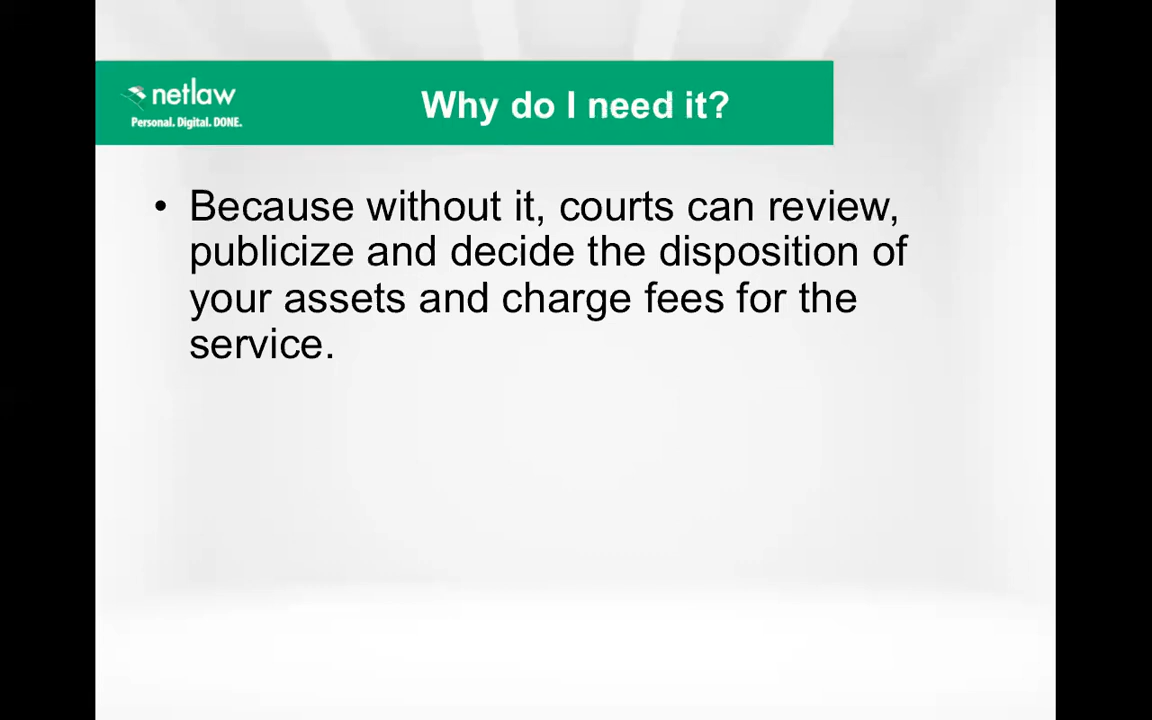 netlaw
Personal. Digital. DONE.
Why do I need it?
• Because without it, courts can review,
publicize and decide the disposition of
your assets and charge fees for the
service.